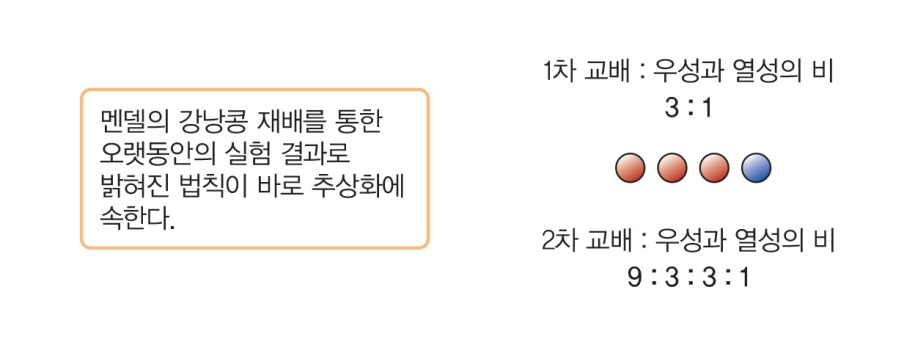 멘델의 강낭콩 재배를 통한
오랫동안의 실험 결과로
밝혀진 법칙이 바로 추상화에
속한다.
1차 교배 : 우성과 열성의 비
3 : 1
2차 교배 : 우성과 열성의 비
9 : 3 : 3 : 1